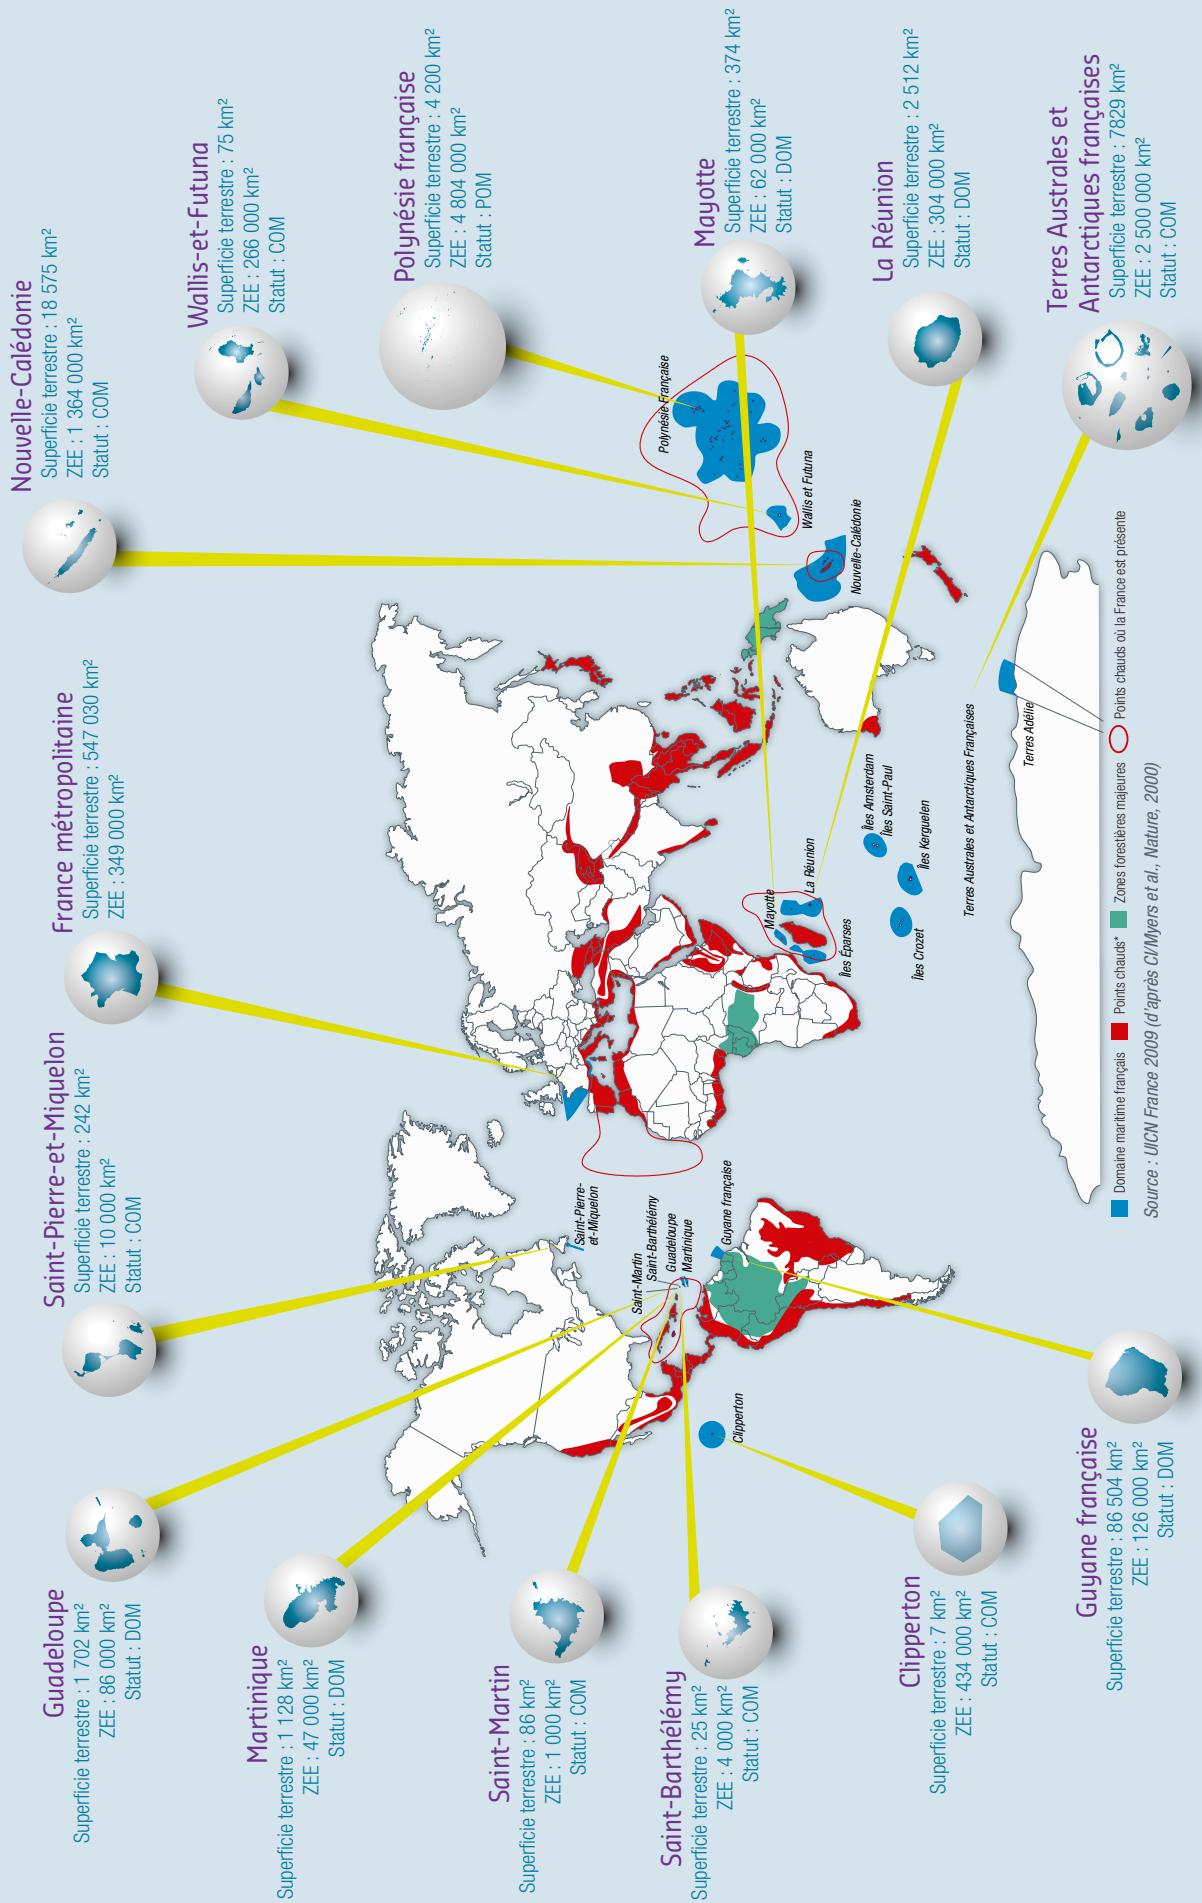 Guadeloupe
Superficie terrestre : 1 702 km²
ZEE : 86 000 km²
Statut : DOM
Saint-Pierre-et-Miquelon
Superficie terrestre : 242 km²
ZEE : 10 000 km²
Statut : COM
France métropolitaine
Superficie terrestre : 547 030 km²
ZEE : 349 000 km²
Nouvelle-Calédonie
Superficie terrestre : 18 575 km²
ZEE : 1 364 000 km²
Statut : COM
Wallis-et-Futuna
Superficie terrestre : 75 km²
ZEE : 266 000 km²
Statut : COM
Martinique
Superficie terrestre : 1 128 km²
ZEE : 47 000 km²
Statut : DOM
Polynésie française
Superficie terrestre : 4 200 km²
ZEE : 4 804 000 km²
Statut : POM
Saint-Martin
Superficie terrestre : 86 km²
ZEE : 1 000 km²
Statut : COM
Saint-Barthélémy
Superficie terrestre : 25 km²
ZEE : 4 000 km²
Statut : COM
Mayotte
Superficie terrestre : 374 km²
ZEE : 62 000 km²
Statut : DOM
La Réunion
Superficie terrestre : 2 512 km²
ZEE : 304 000 km²
Statut : DOM
Clipperton
Superficie terrestre : 7 km²
ZEE : 434 000 km²
Statut : COM
Terres Australes et
Antarctiques françaises
Superficie terrestre : 7829 km²
ZEE : 2 500 000 km²
Statut : COM
Guyane française
Superficie terrestre : 86 504 km²
ZEE : 126 000 km²
Statut : DOM
Saint-Pierre-
et-Miquelon
Saint-Martin
Saint-Barthélémy
Guadeloupe
Martinique
Guyane française
Clipperton
Polynésie Française
Wallis et Futuna
Nouvelle-Calédonie
Mayotte
La Réunion
Îles Éparses
Îles Amsterdam
Îles Saint-Paul
Îles Kerguelen
Îles Crozet
Terres Australes et Antarctiques Françaises
Terres Adélie
Domaine maritime français
Points chauds*
Zones forestières majeures
Points chauds où la France est présente
Source : UICN France 2009 (d'après CI/Myers et al., Nature, 2000)